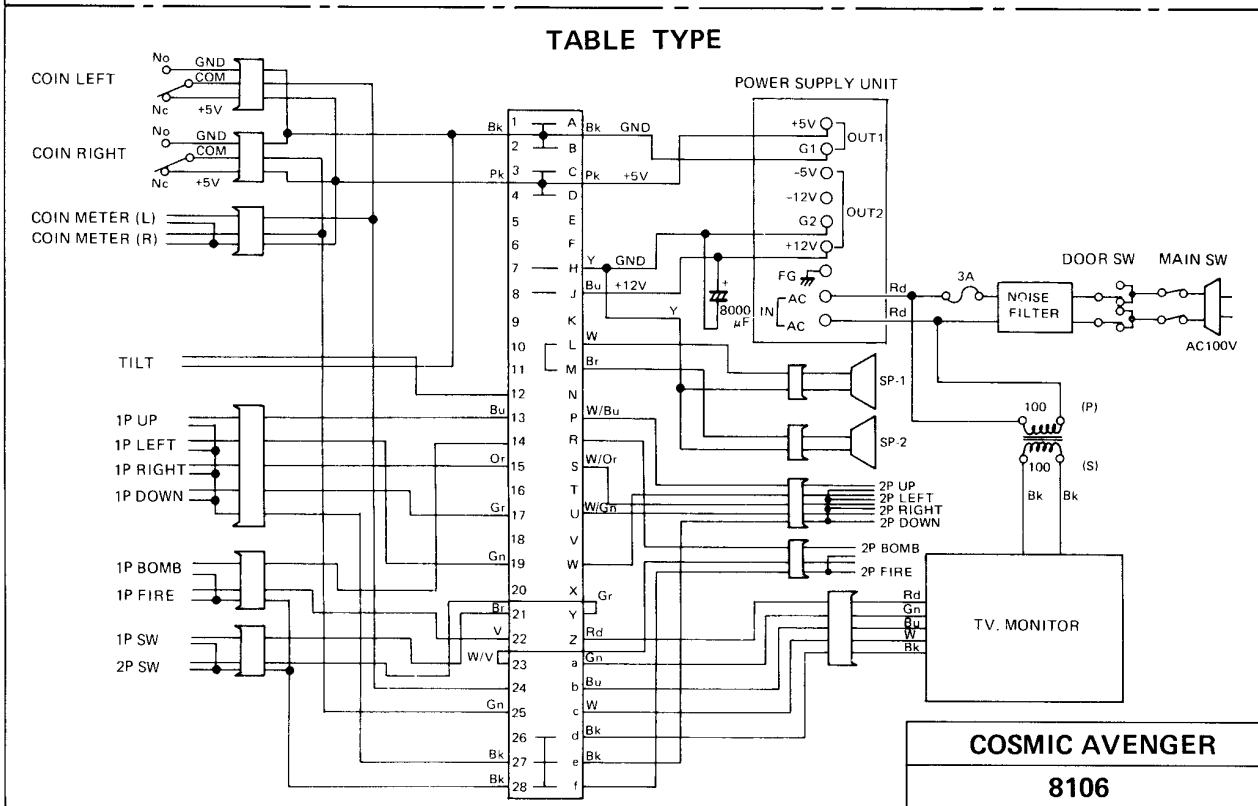 TABLE TYPE
COIN LEFT
No
GND
COM
Nc
+5V
COIN RIGHT
No
GND
COM
Nc
+5V
COIN METER (L)
COIN METER (R)
TILT
1P UP
1P LEFT
1P RIGHT
1P DOWN
1P BOMB
1P FIRE
1P SW
2P SW
Bk 1 A Bk GND
2 B
Pk 3 C Pk +5V
4 D
5 E
6 F
7 H Y GND
8 J Bu +12V
9 K Y
10 L W
11 M Br
12 N
Bu 13 P W/Bu
14 R
Or 15 S W/Or
16 T
Gr 17 U W/Gn
18 V
Gn 19 W
20 X Gr
Br 21 Y
V 22 Z Rd
W/V 23 a Gn
24 b Bu
Gn 25 c W
26 d Bk
Bk 27 e Bk
Bk 28 f
POWER SUPPLY UNIT
+5V
G1
OUT1
-5V
-12V
G2
+12V
OUT2
FG
IN
AC
AC
+
8000
μF
Rd
Rd
3A
NOISE
FILTER
DOOR SW
MAIN SW
AC100V
SP-1
SP-2
100 (P)
100 (S)
Bk Bk
2P UP
2P LEFT
2P RIGHT
2P DOWN
2P BOMB
2P FIRE
Rd
Gn
Bu
W
Bk
TV. MONITOR
COSMIC AVENGER
8106